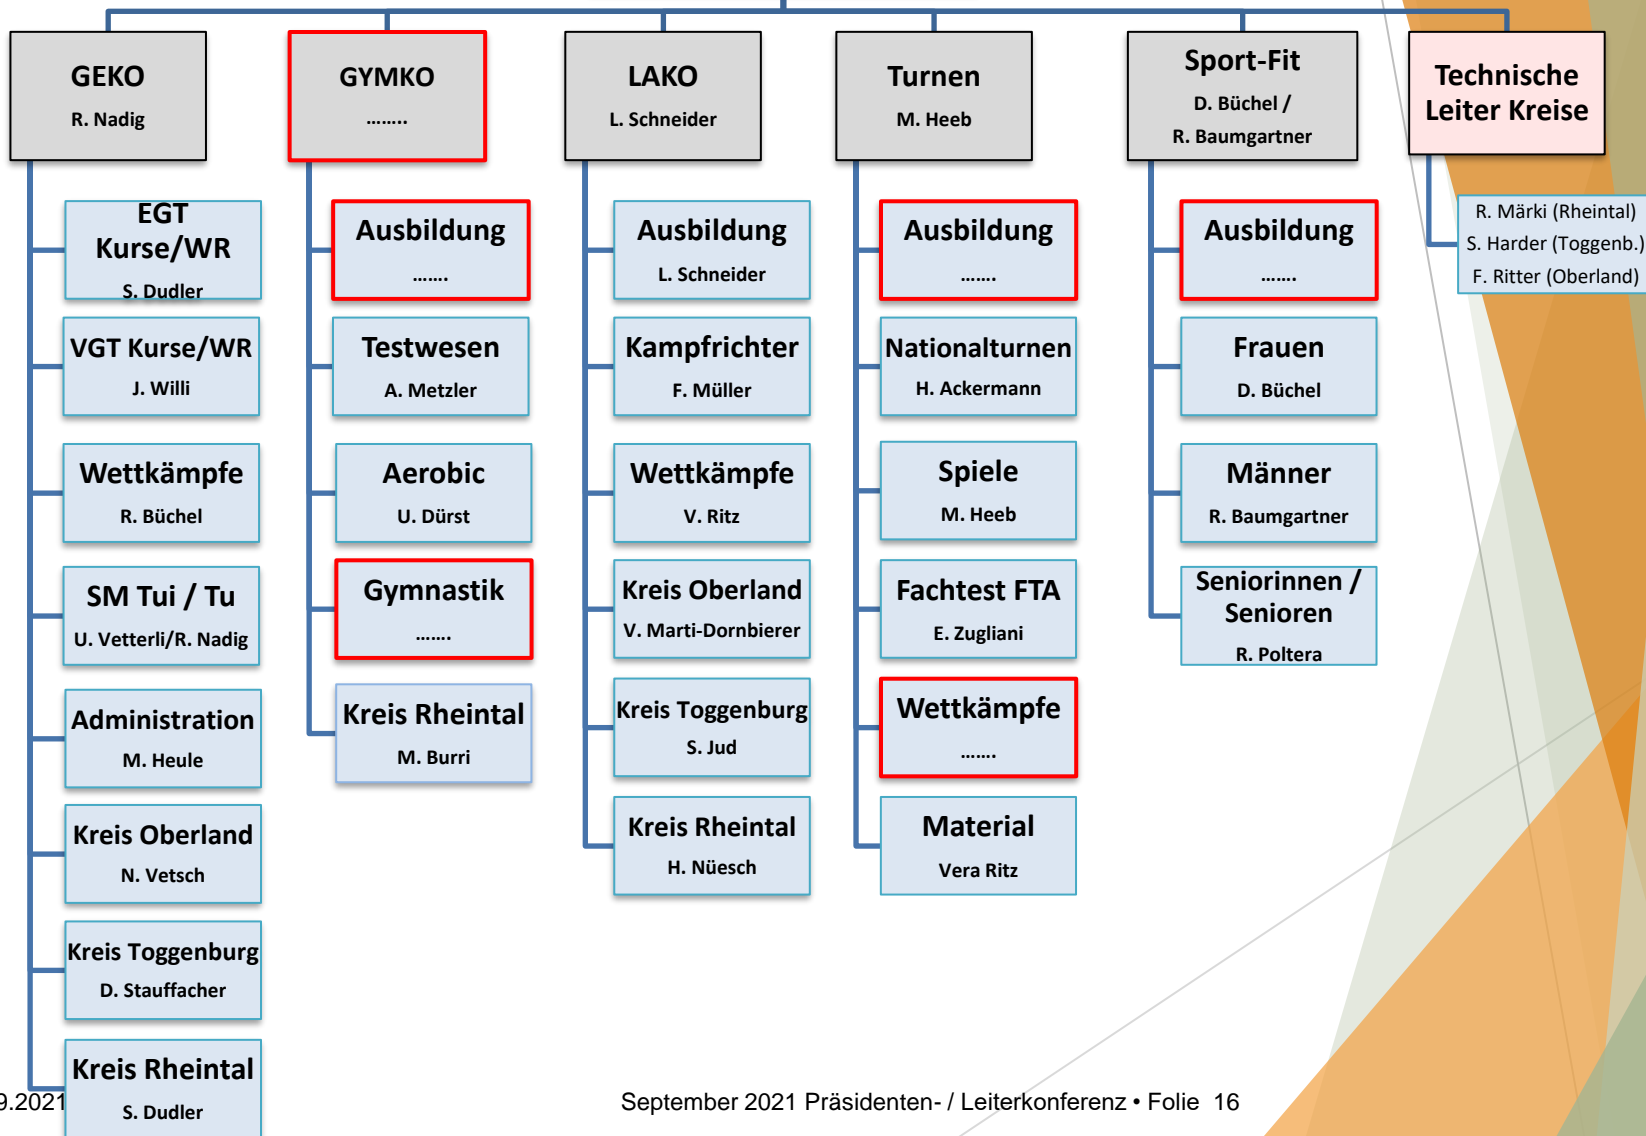 GEKO
R. Nadig
GYMKO
........
LAKO
L. Schneider
Turnen
M. Heeb
Sport-Fit
D. Büchel /
R. Baumgartner
Technische
Leiter Kreise
EGT
Kurse/WR
S. Dudler
VGT Kurse/WR
J. Willi
Wettkämpfe
R. Büchel
SM Tui / Tu
U. Vetterli/R. Nadig
Administration
M. Heule
Kreis Oberland
N. Vetsch
Kreis Toggenburg
D. Stauffacher
Kreis Rheintal
S. Dudler
Ausbildung
.......
Testwesen
A. Metzler
Aerobic
U. Dürst
Gymnastik
.......
Kreis Rheintal
M. Burri
Ausbildung
L. Schneider
Kampfrichter
F. Müller
Wettkämpfe
V. Ritz
Kreis Oberland
V. Marti-Dornbierer
Kreis Toggenburg
S. Jud
Kreis Rheintal
H. Nüesch
Ausbildung
.......
Nationalturnen
H. Ackermann
Spiele
M. Heeb
Fachtest FTA
E. Zugliani
Wettkämpfe
.......
Material
Vera Ritz
Ausbildung
.......
Frauen
D. Büchel
Männer
R. Baumgartner
Seniorinnen /
Senioren
R. Poltera
R. Märki (Rheintal)
S. Harder (Toggenb.)
F. Ritter (Oberland)
9.2021
September 2021 Präsidenten- / Leiterkonferenz • Folie 16